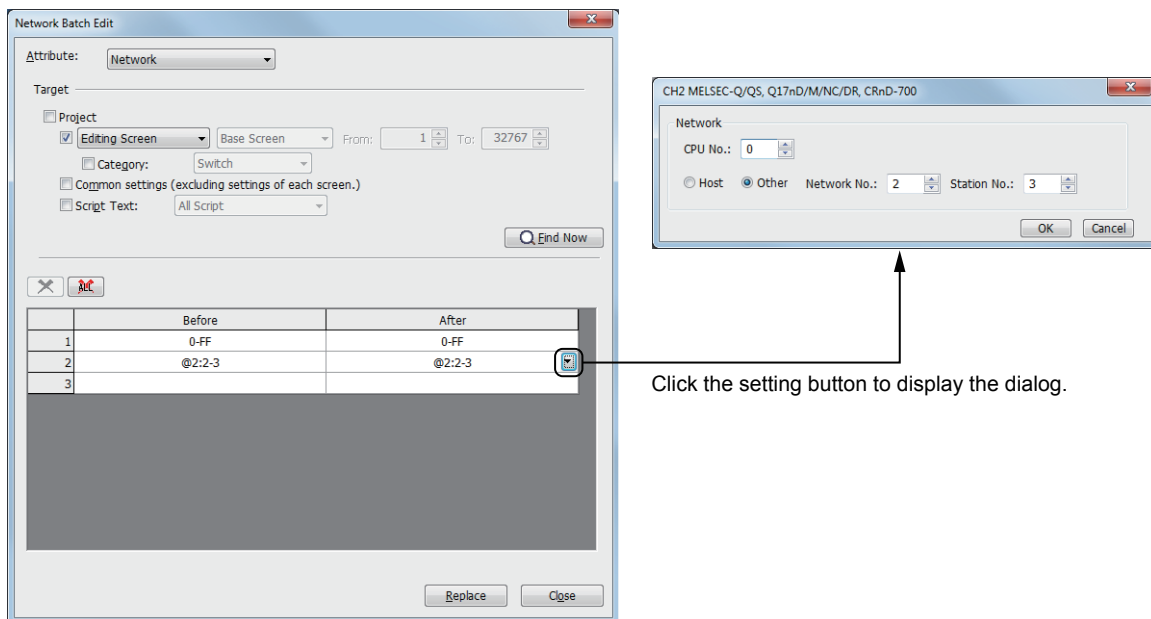 Network Batch Edit
Attribute: Network
Target
Project
Editing Screen Base Screen From: 1 To: 32767
Category: Switch
Common settings (excluding settings of each screen.)
Script Text: All Script
Find Now
ALL
Before After
1 0-FF 0-FF
2 @2:2-3 @2:2-3
3
Replace Close
CH2 MELSEC-Q/QS, Q17nD/M/NC/DR, CRnD-700
Network
CPU No.: 0
Host Other Network No.: 2 Station No.: 3
OK Cancel
Click the setting button to display the dialog.